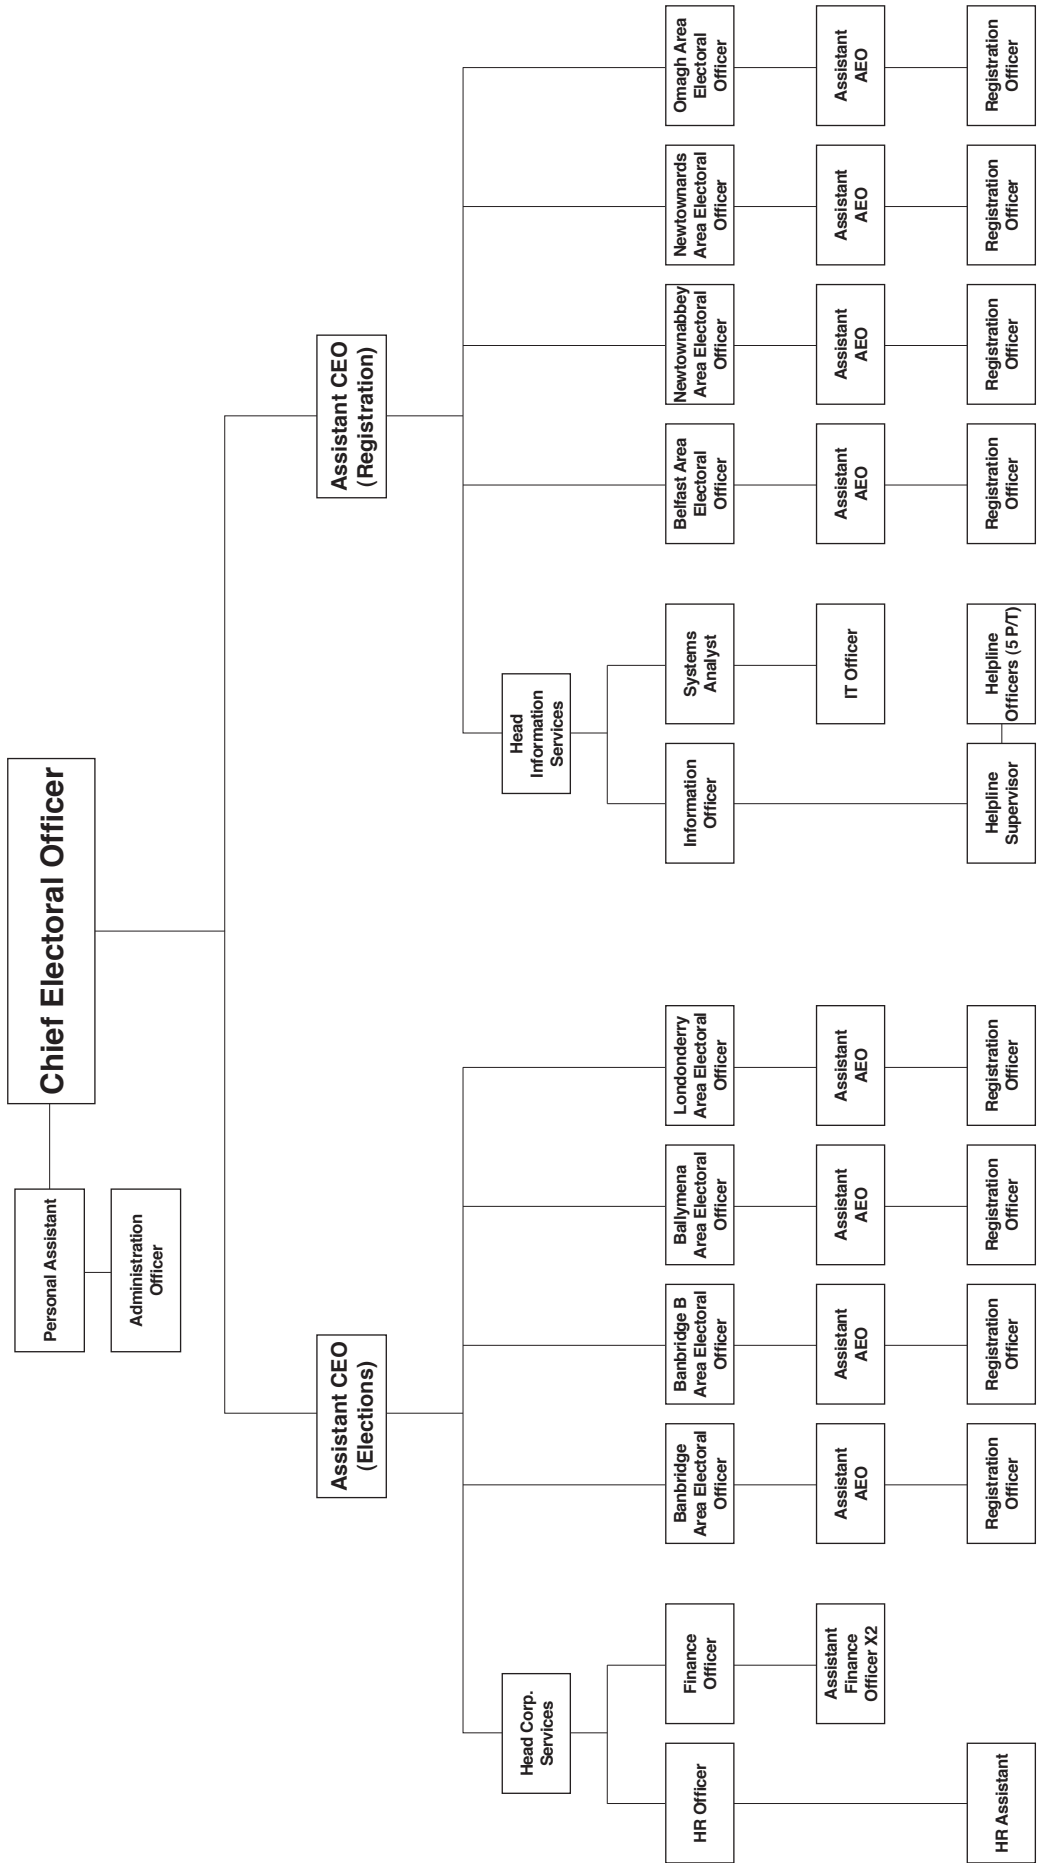 Chief Electoral Officer
Personal Assistant
Administration
Officer
Assistant CEO
(Elections)
Assistant CEO
(Registration)
Head Corp.
Services
Head
Information
Services
HR Officer
Finance
Officer
Banbridge
Area Electoral
Officer
Banbridge B
Area Electoral
Officer
Ballymena
Area Electoral
Officer
Londonderry
Area Electoral
Officer
Information
Officer
Systems
Analyst
Belfast Area
Electoral
Officer
Newtownabbey
Area Electoral
Officer
Newtownards
Area Electoral
Officer
Omagh Area
Electoral
Officer
Assistant
Finance
Officer X2
Assistant
AEO
Assistant
AEO
Assistant
AEO
Assistant
AEO
IT Officer
Assistant
AEO
Assistant
AEO
Assistant
AEO
Assistant
AEO
HR Assistant
Registration
Officer
Registration
Officer
Registration
Officer
Registration
Officer
Helpline
Supervisor
Helpline
Officers (5 P/T)
Registration
Officer
Registration
Officer
Registration
Officer
Registration
Officer